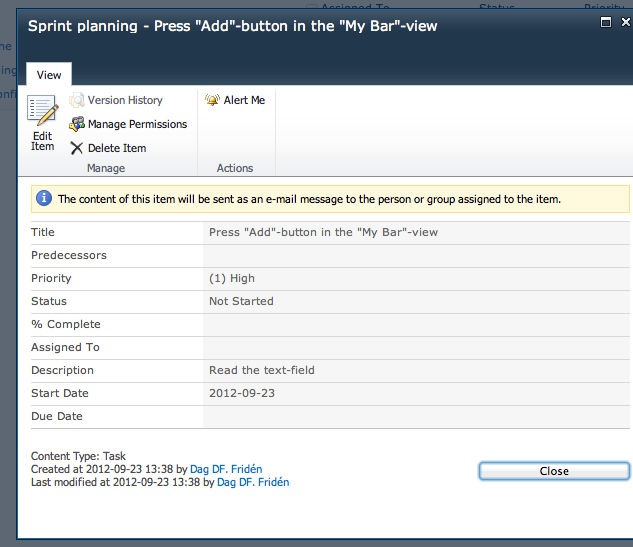 Assigned To Status Priority
Sprint planning - Press "Add"-button in the "My Bar"-view
View
Edit Item
Version History
Manage Permissions
Delete Item
Manage
Alert Me
Actions
The content of this item will be sent as an e-mail message to the person or group assigned to the item.
Title Press "Add"-button in the "My Bar"-view
Predecessors
Priority (1) High
Status Not Started
% Complete
Assigned To
Description Read the text-field
Start Date 2012-09-23
Due Date
Content Type: Task
Created at 2012-09-23 13:38 by Dag DF. Fridén
Last modified at 2012-09-23 13:38 by Dag DF. Fridén
Close